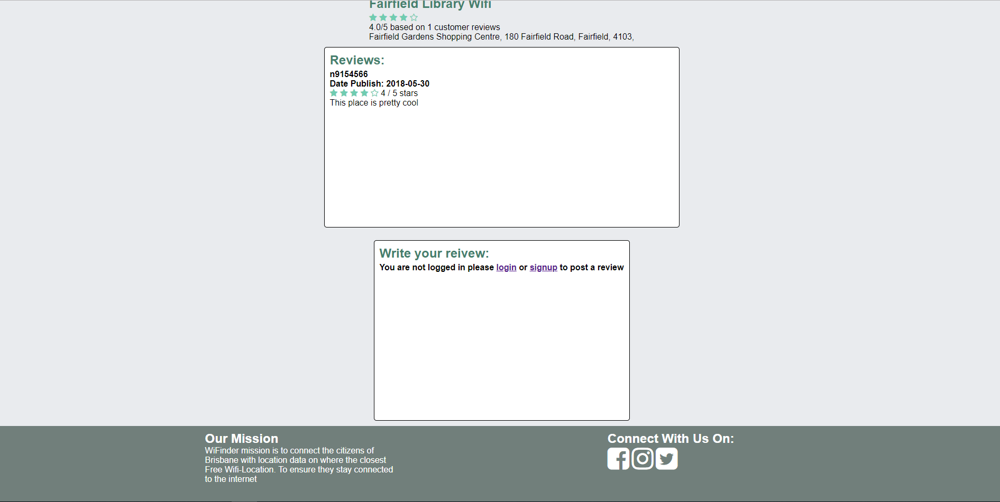 Fairfield Library Wifi
4.0/5 based on 1 customer reviews
Fairfield Gardens Shopping Centre, 180 Fairfield Road, Fairfield, 4103,
Reviews:
n9154566
Date Publish: 2018-05-30
4 / 5 stars
This place is pretty cool
Write your reivew:
You are not logged in please login or signup to post a review
Our Mission
WiFinder mission is to connect the citizens of
Brisbane with location data on where the closest
Free Wifi-Location. To ensure they stay connected
to the internet
Connect With Us On: